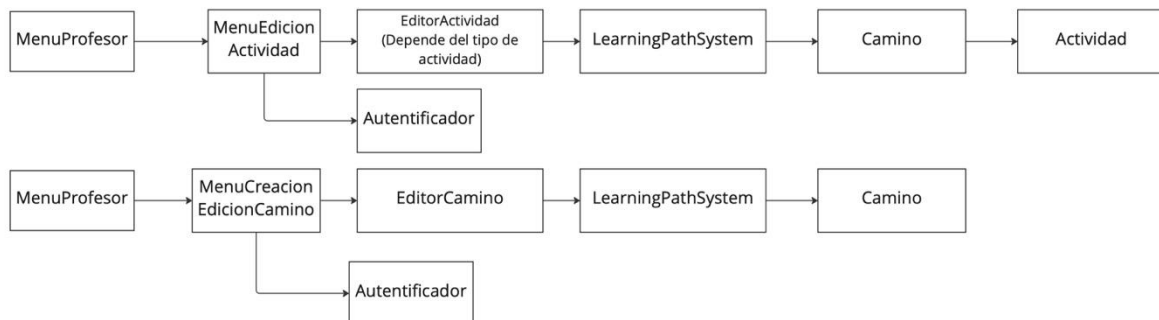 MenuProfesor
MenuEdicion
Actividad
EditorActividad
(Depende del tipo de
actividad)
LearningPathSystem
Camino
Actividad
Autentificador
MenuProfesor
MenuCreacion
EdicionCamino
EditorCamino
LearningPathSystem
Camino
Autentificador